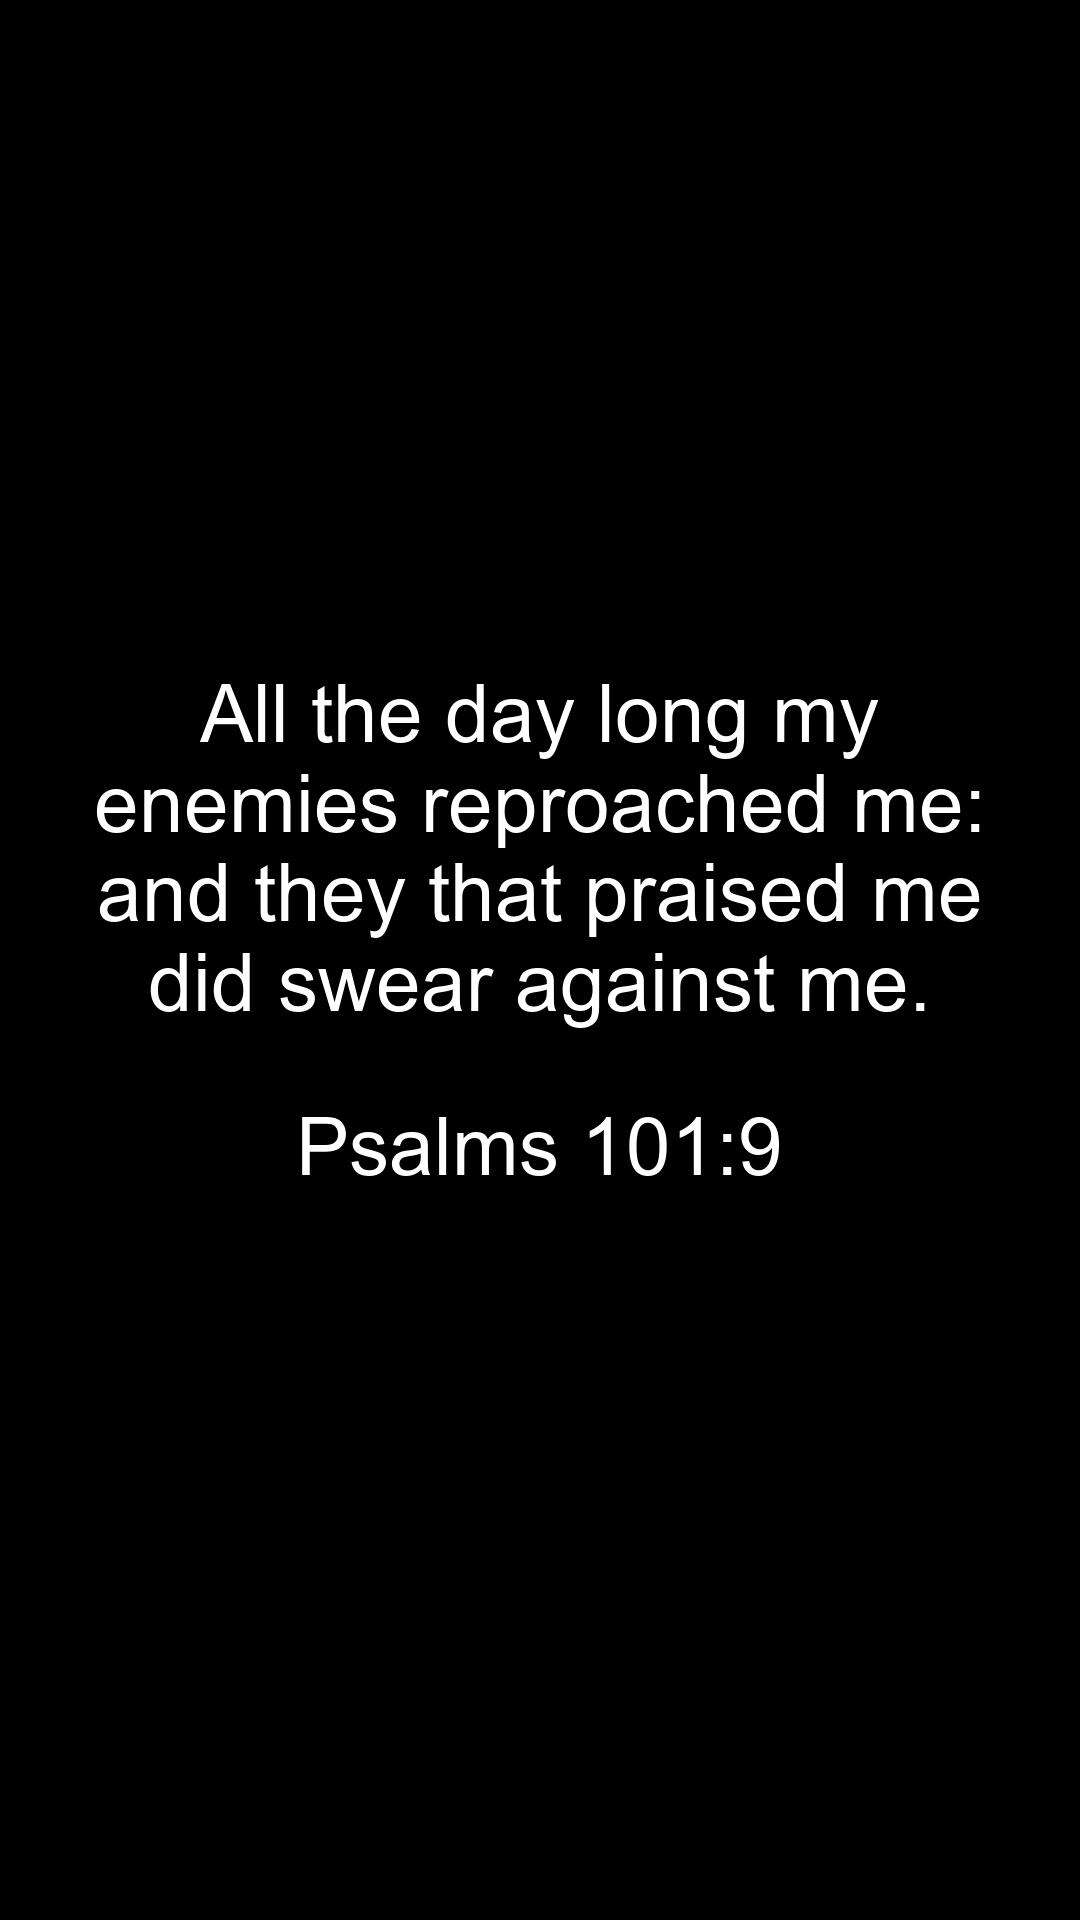 All the day long my
enemies reproached me:
and they that praised me
did swear against me.
Psalms 101:9